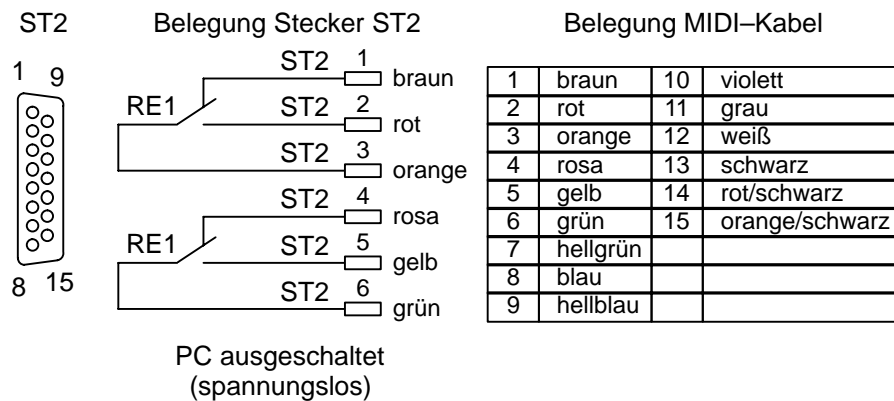 ST2
Belegung Stecker ST2
Belegung MIDI–Kabel
1 9
8 15
ST2 1 braun
RE1 ST2 2 rot
ST2 3 orange
ST2 4 rosa
RE1 ST2 5 gelb
ST2 6 grün
PC ausgeschaltet
(spannungslos)
1 braun 10 violett
2 rot 11 grau
3 orange 12 weiß
4 rosa 13 schwarz
5 gelb 14 rot/schwarz
6 grün 15 orange/schwarz
7 hellgrün
8 blau
9 hellblau